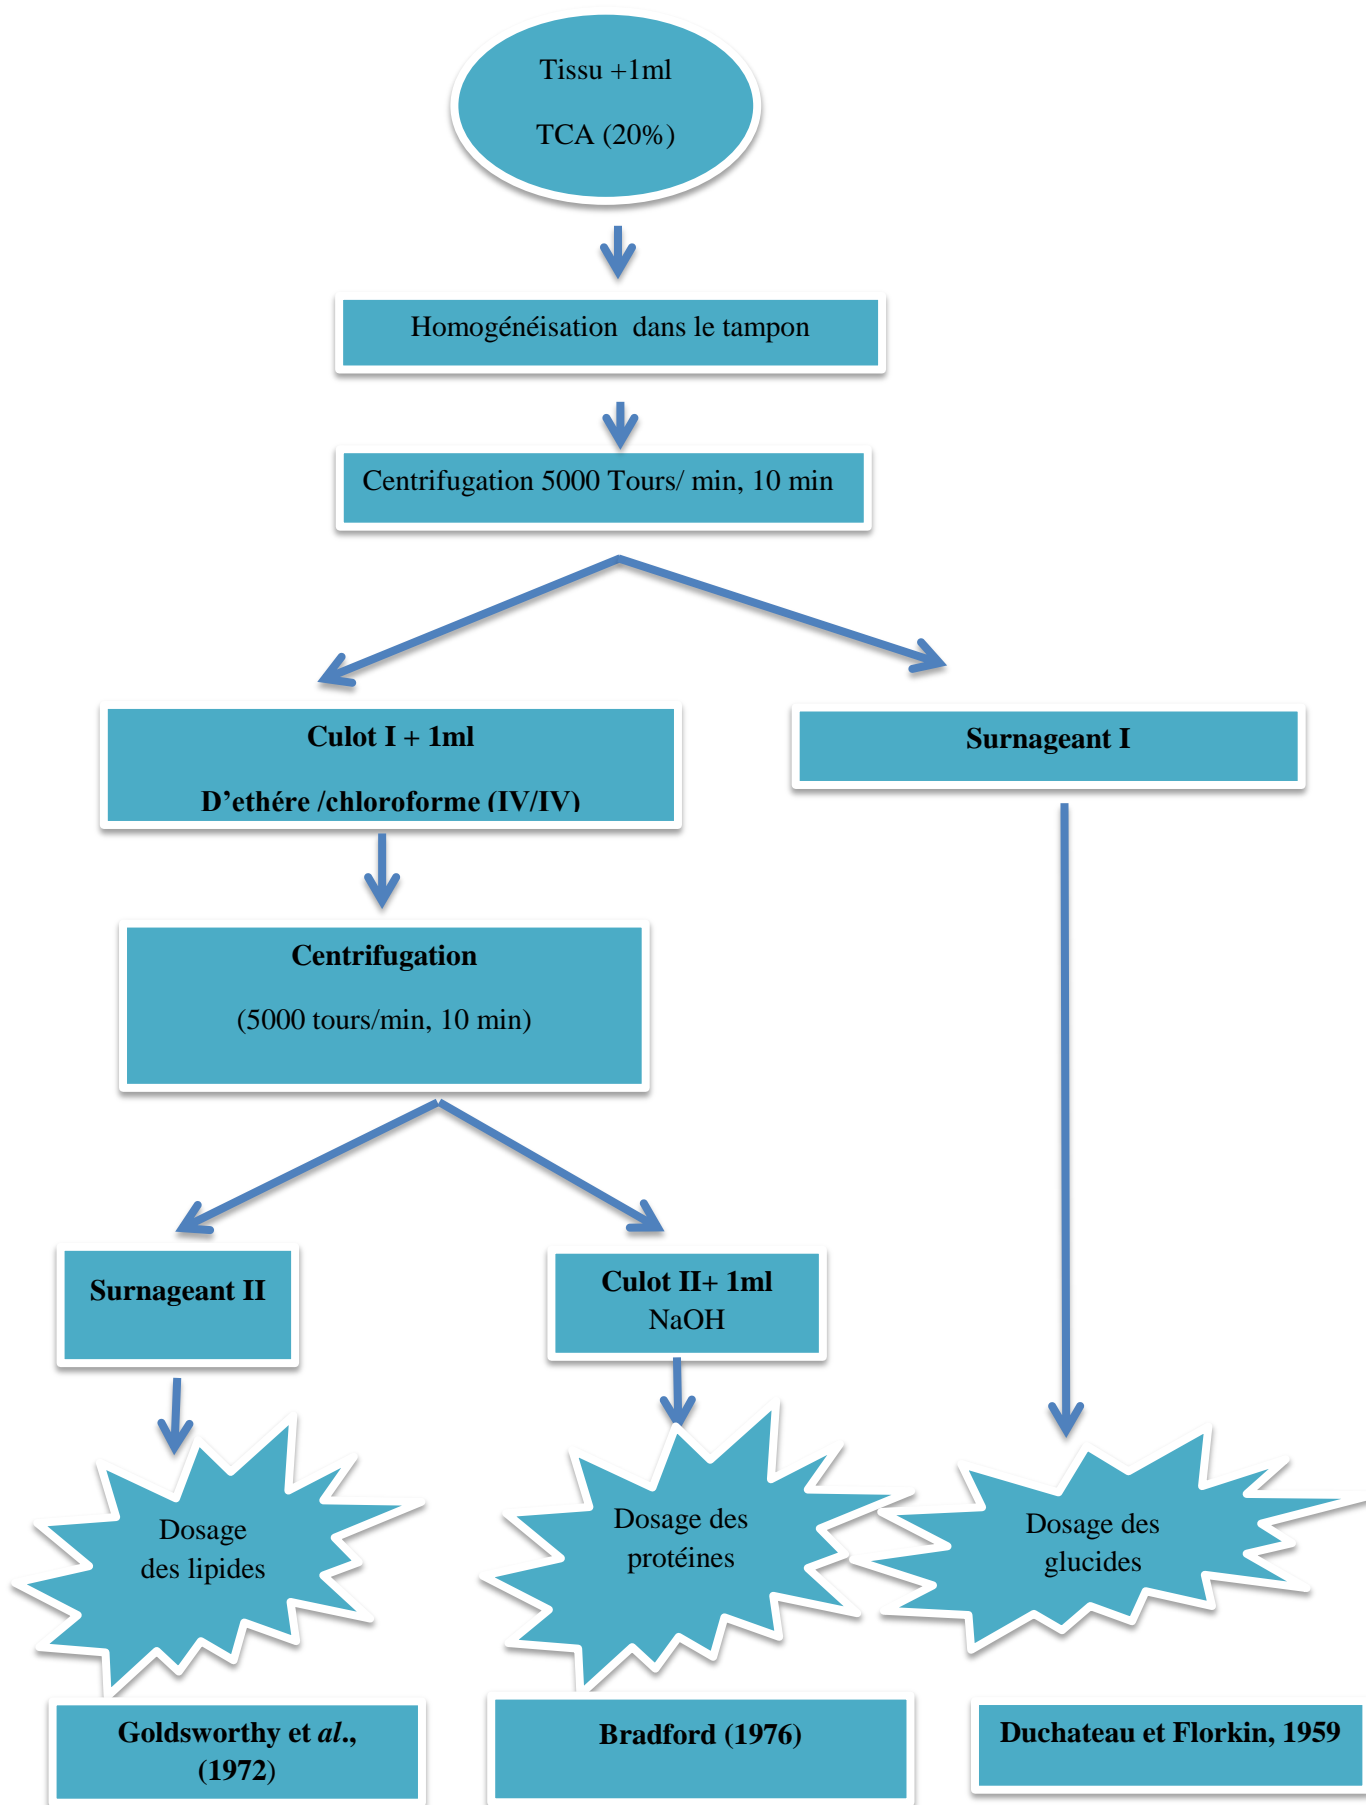 Tissu +1ml
TCA (20%)
Homogénéisation dans le tampon
Centrifugation 5000 Tours/ min, 10 min
Culot I + 1ml
D'ethére /chloroforme (IV/IV)
Surnageant I
Centrifugation
(5000 tours/min, 10 min)
Surnageant II
Culot II+ 1ml
NaOH
Dosage
des lipides
Dosage des
protéines
Dosage des
glucides
Goldsworthy et al.,
(1972)
Bradford (1976)
Duchateau et Florkin, 1959